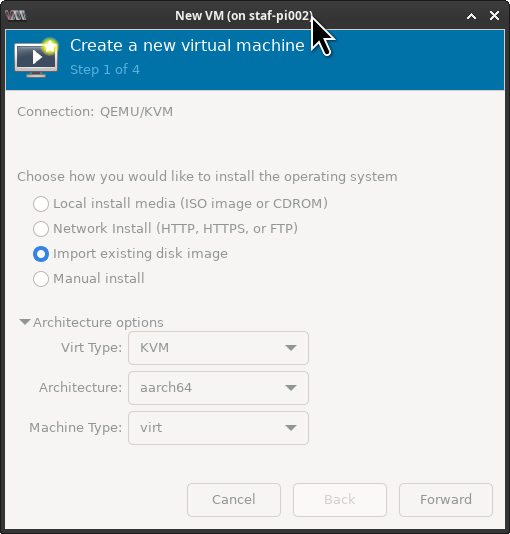 New VM (on staf-pi002)
Create a new virtual machine
Step 1 of 4
Connection: QEMU/KVM
Choose how you would like to install the operating system
Local install media (ISO image or CDROM)
Network Install (HTTP, HTTPS, or FTP)
Import existing disk image
Manual install
Architecture options
Virt Type: KVM
Architecture: aarch64
Machine Type: virt
Cancel Back Forward